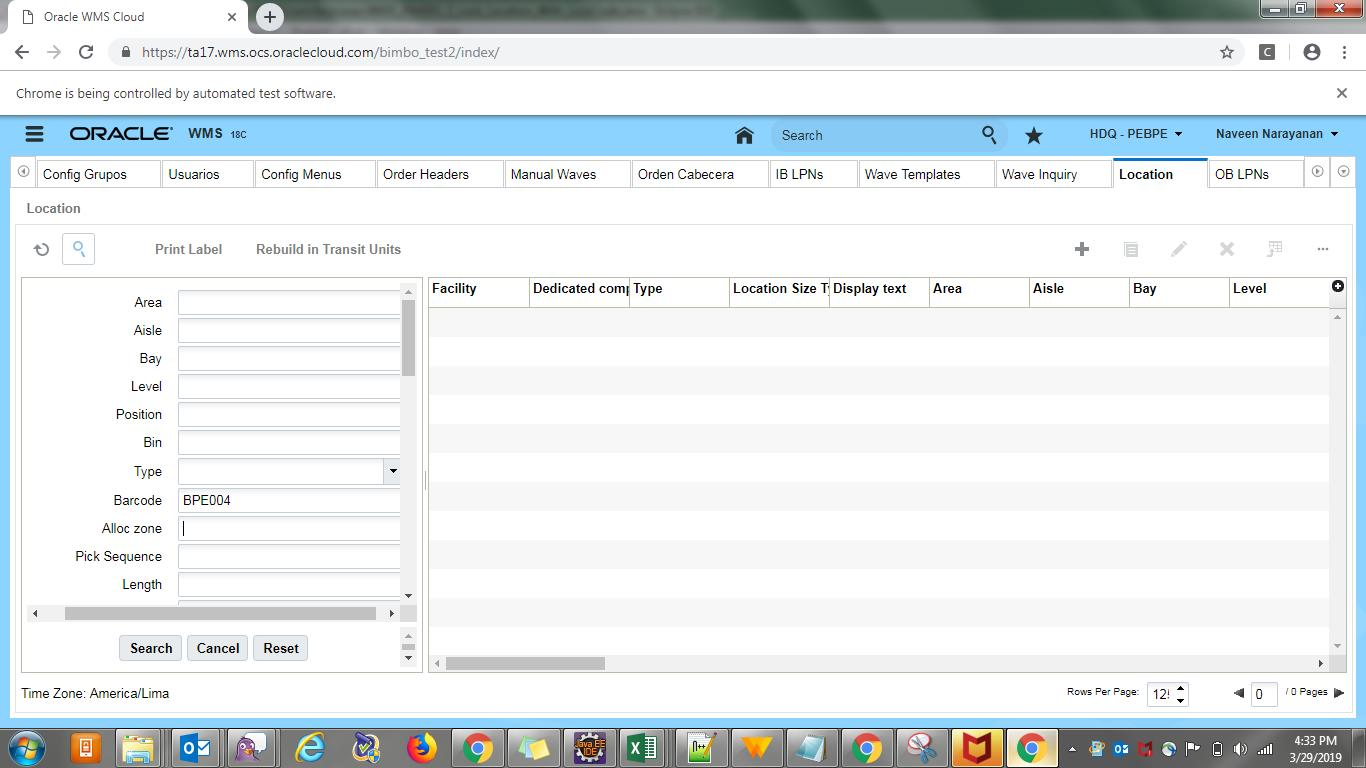 Oracle WMS Cloud
https://ta17.wms.ocs.oraclecloud.com/bimbo_test2/index/
Chrome is being controlled by automated test software.
ORACLE WMS 18C
Search
HDQ - PEBPE
Naveen Narayanan
Config Grupos
Usuarios
Config Menus
Order Headers
Manual Waves
Orden Cabecera
IB LPNs
Wave Templates
Wave Inquiry
Location
OB LPNs
Location
Print Label
Rebuild in Transit Units
Area
Aisle
Bay
Level
Position
Bin
Type
Barcode BPE004
Alloc zone
Pick Sequence
Length
Search
Cancel
Reset
Facility
Dedicated comp
Type
Location Size Ty
Display text
Area
Aisle
Bay
Level
Time Zone: America/Lima
Rows Per Page: 125
0 / 0 Pages
4:33 PM
3/29/2019